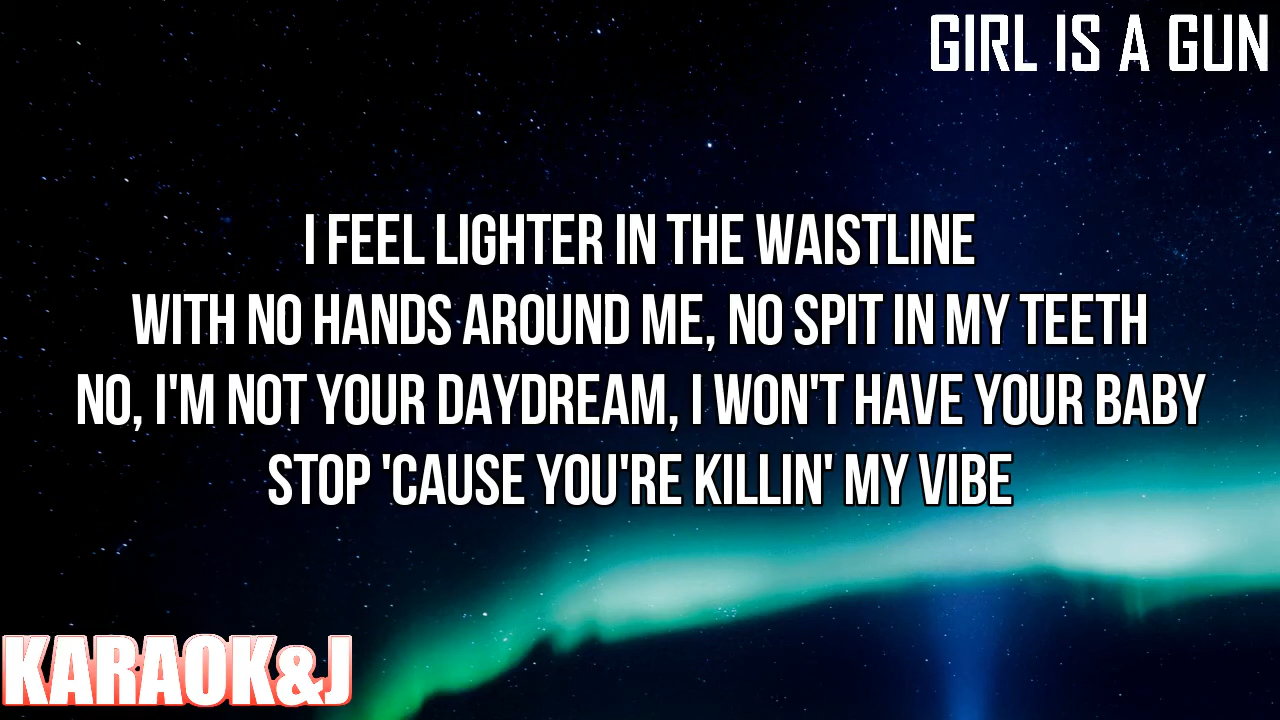 GIRL IS A GUN
I FEEL LIGHTER IN THE WAISTLINE
WITH NO HANDS AROUND ME, NO SPIT IN MY TEETH
NO, I'M NOT YOUR DAYDREAM, I WON'T HAVE YOUR BABY
STOP 'CAUSE YOU'RE KILLIN' MY VIBE
KARAOK&J